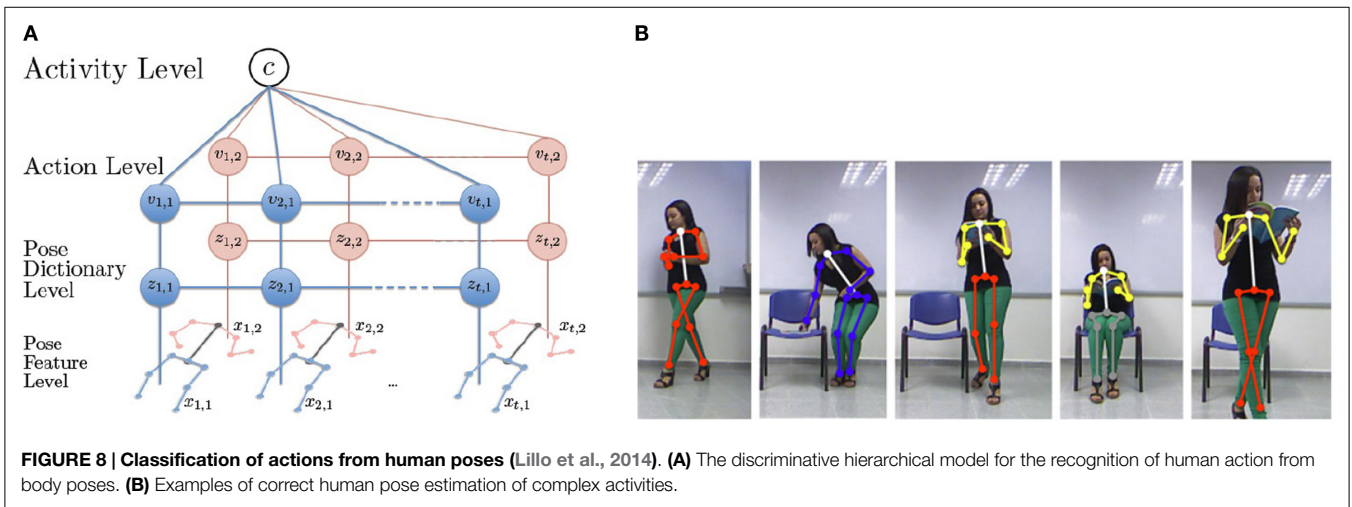 A
B
Activity Level
c
Action Level
v1,2
v2,2
vt,2
v1,1
v2,1
vt,1
Pose
Dictionary
Level
z1,2
z2,2
zt,2
z1,1
z2,1
zt,1
Pose
Feature
Level
x1,2
x2,2
xt,2
x1,1
x2,1
...
xt,1
FIGURE 8 | Classification of actions from human poses (Lillo et al., 2014). (A) The discriminative hierarchical model for the recognition of human action from
body poses. (B) Examples of correct human pose estimation of complex activities.